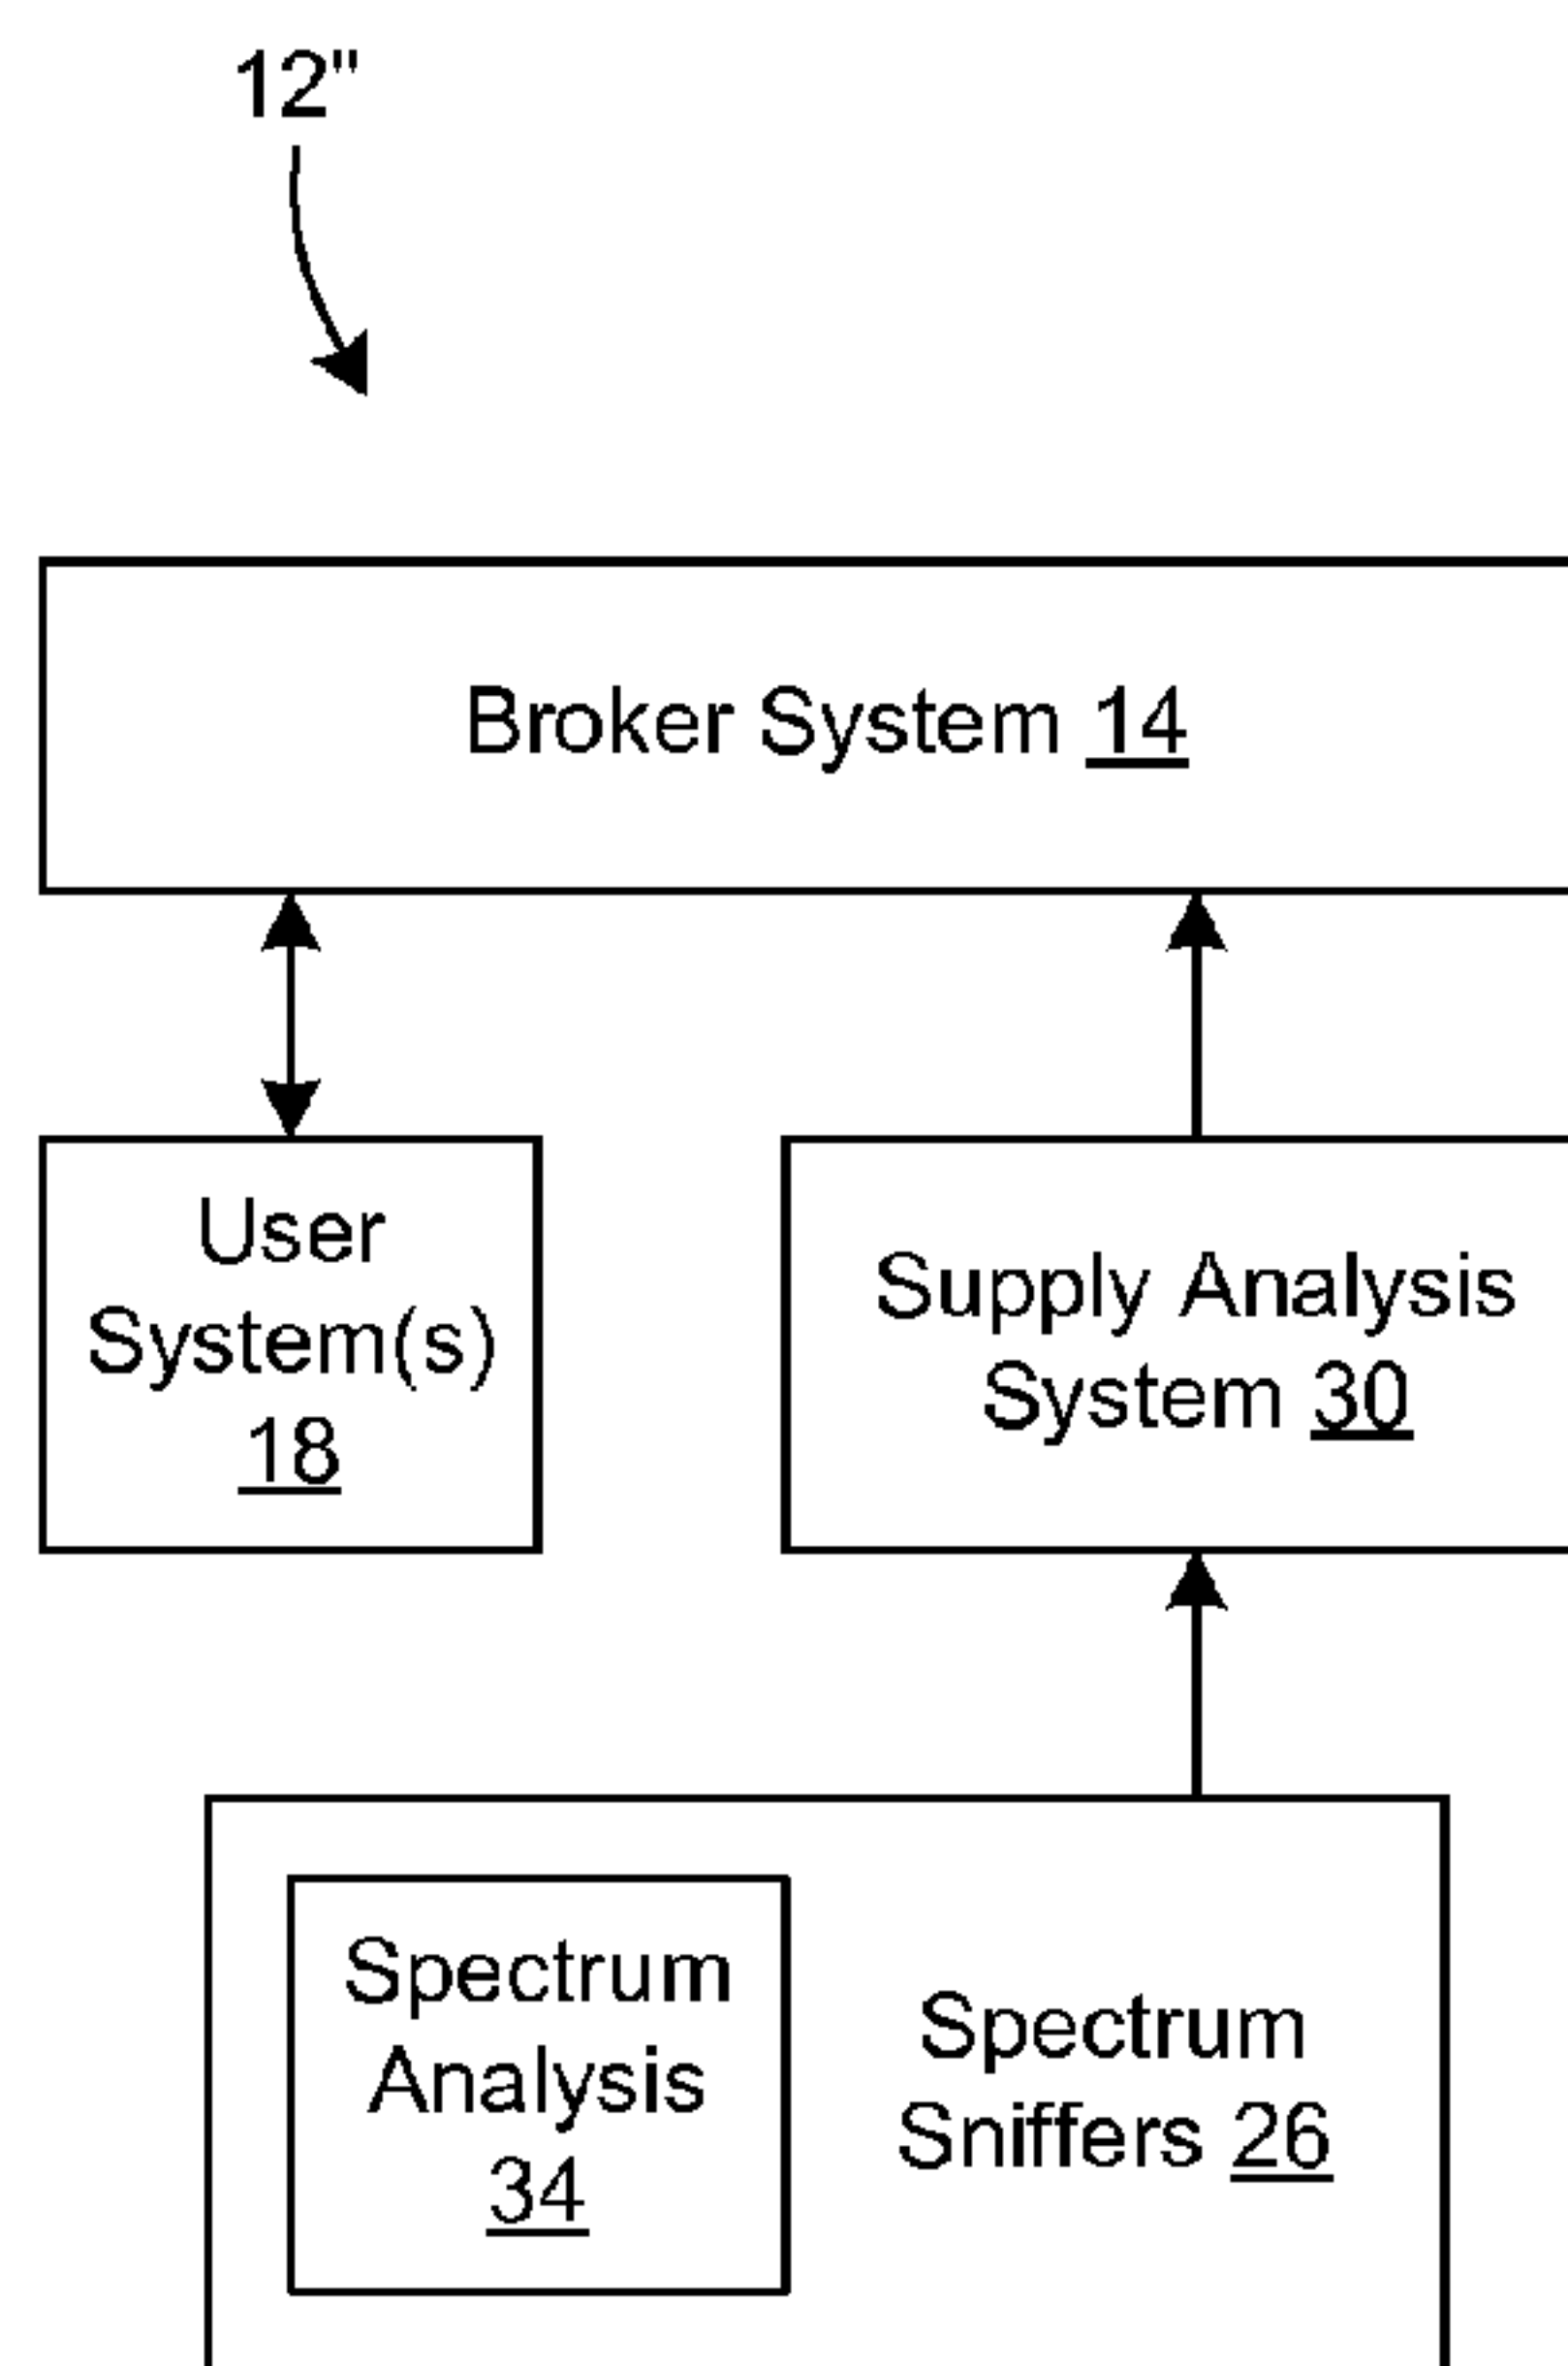 12"
Broker System 14
User
System(s)
18
Supply Analysis
System 30
Spectrum
Analysis
34
Spectrum
Sniffers 26